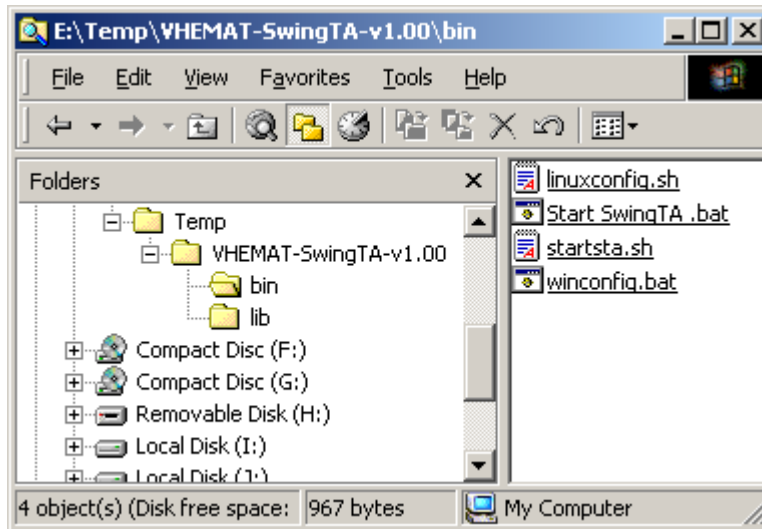 E:\Temp\VHEMAT-SwingTA-v1.00\bin
File Edit View Favorites Tools Help
Folders
Temp
VHEMAT-SwingTA-v1.00
bin
lib
Compact Disc (F:)
Compact Disc (G:)
Removable Disk (H:)
Local Disk (I:)
Local Disk (J:)
linuxconfig.sh
Start SwingTA .bat
startsta.sh
winconfig.bat
4 object(s) (Disk free space: 967 bytes My Computer